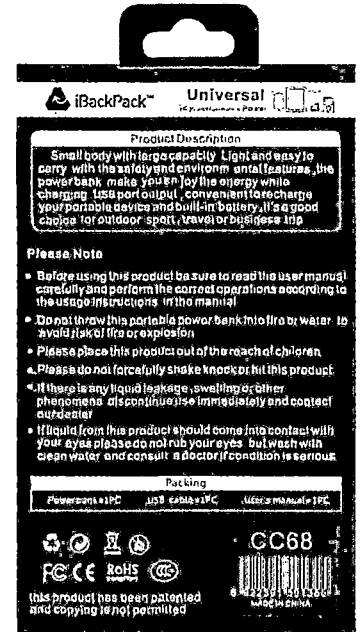 iBackPack™
Universal
Product Description
Small body with large capability Light and easy to
carry with the safety and environmental features, the
power bank make you enjoy the energy while
charging USB port output, convenient to recharge
your portable device and built-in battery, it's a good
choice for outdoor sport, travel or business trip
Please Note
• Before using this product be sure to read the user manual
carefully and perform the correct operations according to
the usage instructions in the manual
• Do not throw this portable power bank into fire or water to
avoid risk of fire or explosion
• Please place this product out of the reach of children
• Please do not forcefully shake knock or hit this product
• If there is any liquid leakage, swelling or other
phenomena discontinue use immediately and contact
our dealer
• If liquid from this product should come into contact with
your eyes please do not rub your eyes but wash with
clean water and consult a doctor if condition is serious
Packing
Power bank×1PC USB cable×1PC User's manual×1PC
CC68
FC CE RoHS CCC
MADE IN CHINA
this product has been patented
and copying is not permitted